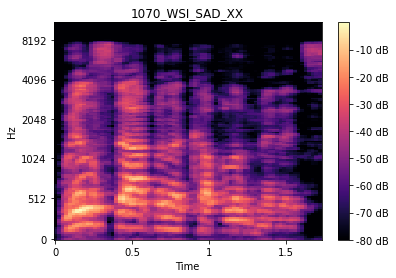 1070_WSI_SAD_XX
8192
4096
2048
1024
512
0
Hz
0
0.5
1
1.5
Time
-10 dB
-20 dB
-30 dB
-40 dB
-50 dB
-60 dB
-70 dB
-80 dB